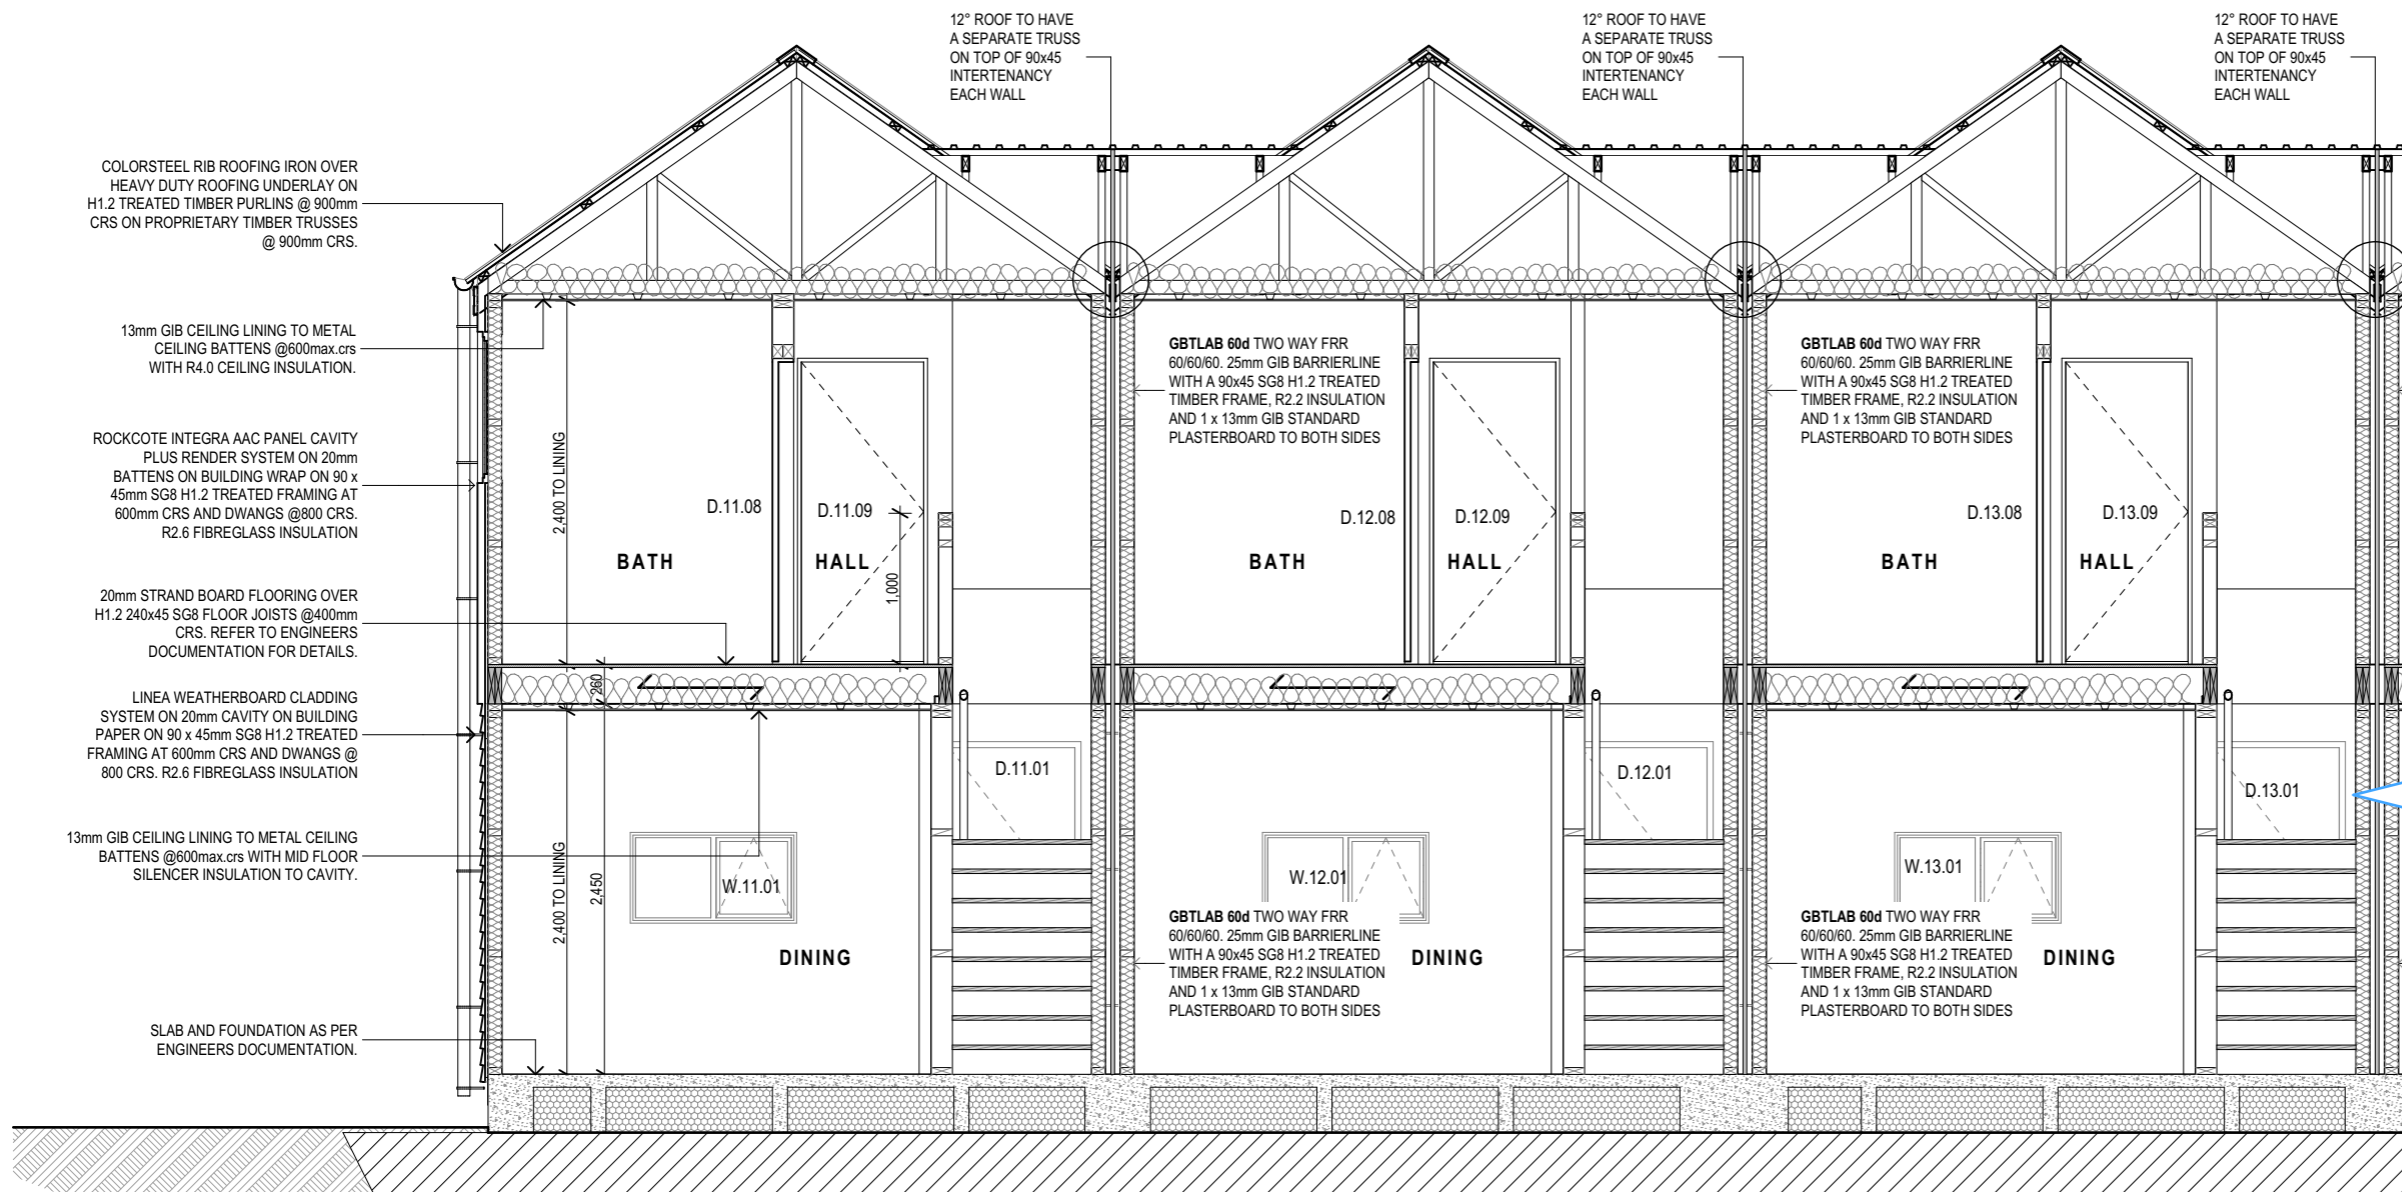 12° ROOF TO HAVE
A SEPARATE TRUSS
ON TOP OF 90x45
INTERTENANCY
EACH WALL
12° ROOF TO HAVE
A SEPARATE TRUSS
ON TOP OF 90x45
INTERTENANCY
EACH WALL
12° ROOF TO HAVE
A SEPARATE TRUSS
ON TOP OF 90x45
INTERTENANCY
EACH WALL
COLORSTEEL RIB ROOFING IRON OVER
HEAVY DUTY ROOFING UNDERLAY ON
H1.2 TREATED TIMBER PURLINS @ 900mm
CRS ON PROPRIETARY TIMBER TRUSSES
@ 900mm CRS.
13mm GIB CEILING LINING TO METAL
CEILING BATTENS @600max.crs
WITH R4.0 CEILING INSULATION.
ROCKCOTE INTEGRA AAC PANEL CAVITY
PLUS RENDER SYSTEM ON 20mm
BATTENS ON BUILDING WRAP ON 90 x
45mm SG8 H1.2 TREATED FRAMING AT
600mm CRS AND DWANGS @800 CRS.
R2.6 FIBREGLASS INSULATION
20mm STRAND BOARD FLOORING OVER
H1.2 240x45 SG8 FLOOR JOISTS @400mm
CRS. REFER TO ENGINEERS
DOCUMENTATION FOR DETAILS.
LINEA WEATHERBOARD CLADDING
SYSTEM ON 20mm CAVITY ON BUILDING
PAPER ON 90 x 45mm SG8 H1.2 TREATED
FRAMING AT 600mm CRS AND DWANGS @
800 CRS. R2.6 FIBREGLASS INSULATION
13mm GIB CEILING LINING TO METAL CEILING
BATTENS @600max.crs WITH MID FLOOR
SILENCER INSULATION TO CAVITY.
SLAB AND FOUNDATION AS PER
ENGINEERS DOCUMENTATION.
2,400 TO LINING
D.11.08
D.11.09
BATH
HALL
1,000
260
2,400 TO LINING
2,450
D.11.01
W.11.01
DINING
GBTLAB 60d TWO WAY FRR
60/60/60. 25mm GIB BARRIERLINE
WITH A 90x45 SG8 H1.2 TREATED
TIMBER FRAME, R2.2 INSULATION
AND 1 x 13mm GIB STANDARD
PLASTERBOARD TO BOTH SIDES
D.12.08
D.12.09
BATH
HALL
D.12.01
W.12.01
GBTLAB 60d TWO WAY FRR
60/60/60. 25mm GIB BARRIERLINE
WITH A 90x45 SG8 H1.2 TREATED
TIMBER FRAME, R2.2 INSULATION
AND 1 x 13mm GIB STANDARD
PLASTERBOARD TO BOTH SIDES
DINING
GBTLAB 60d TWO WAY FRR
60/60/60. 25mm GIB BARRIERLINE
WITH A 90x45 SG8 H1.2 TREATED
TIMBER FRAME, R2.2 INSULATION
AND 1 x 13mm GIB STANDARD
PLASTERBOARD TO BOTH SIDES
D.13.08
D.13.09
BATH
HALL
D.13.01
W.13.01
GBTLAB 60d TWO WAY FRR
60/60/60. 25mm GIB BARRIERLINE
WITH A 90x45 SG8 H1.2 TREATED
TIMBER FRAME, R2.2 INSULATION
AND 1 x 13mm GIB STANDARD
PLASTERBOARD TO BOTH SIDES
DINING